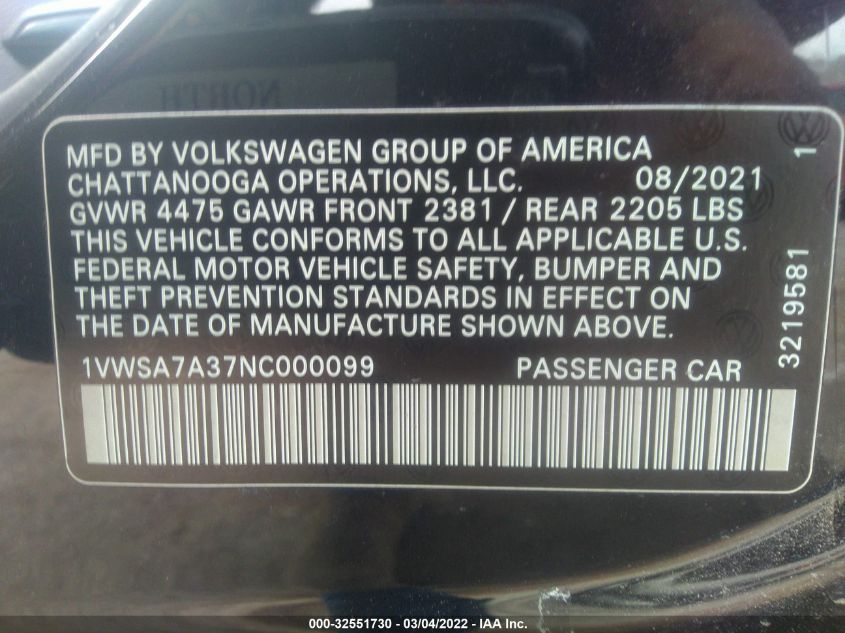 NORTH
MFD BY VOLKSWAGEN GROUP OF AMERICA
CHATTANOOGA OPERATIONS, LLC. 08/2021
GVWR 4475 GAWR FRONT 2381 / REAR 2205 LBS
THIS VEHICLE CONFORMS TO ALL APPLICABLE U.S.
FEDERAL MOTOR VEHICLE SAFETY, BUMPER AND
THEFT PREVENTION STANDARDS IN EFFECT ON
THE DATE OF MANUFACTURE SHOWN ABOVE.
1VWSA7A37NC000099 PASSENGER CAR
3219581 1
000-32551730 - 03/04/2022 - IAA Inc.